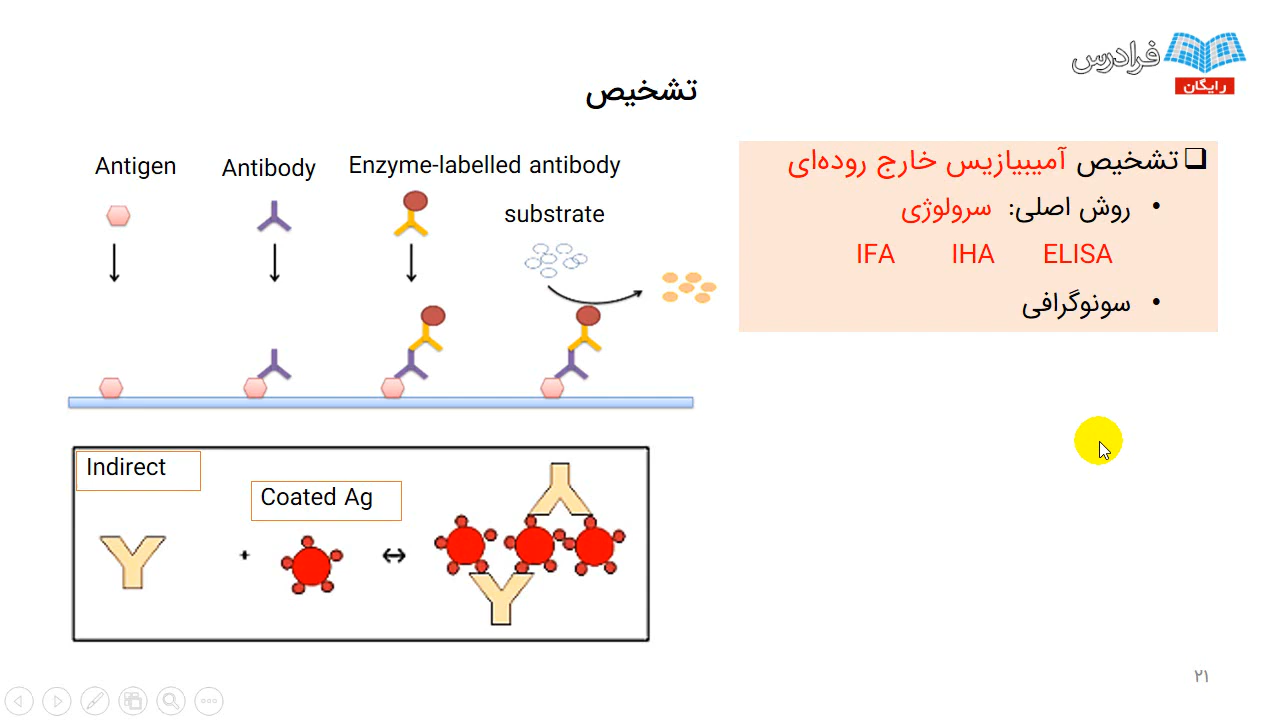 فرادرس
رایگان
تشخیص
تشخیص آمیبیازیس خارج روده‌ای
روش اصلی: سرولوژی
ELISA IHA IFA
سونوگرافی
Antigen
Antibody
Enzyme-labelled antibody
substrate
Indirect
Coated Ag
۲۱